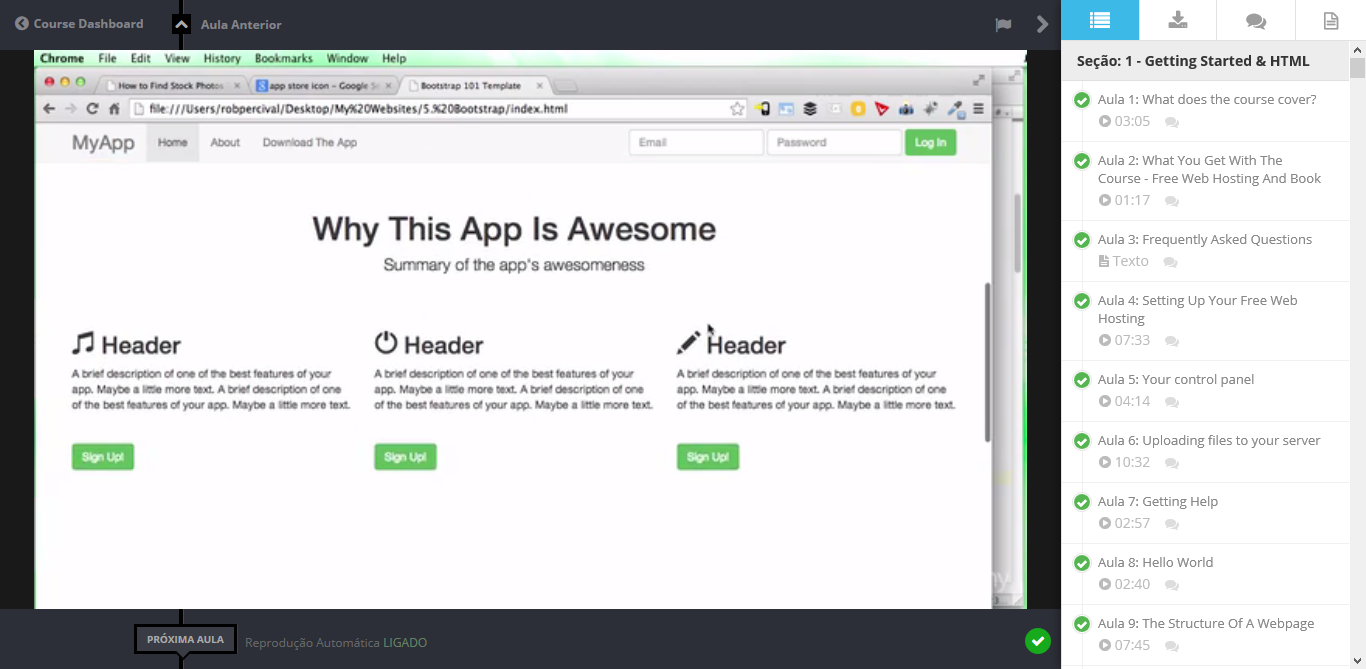 Course Dashboard
Aula Anterior
Chrome File Edit View History Bookmarks Window Help
How to Find Stock Photos
app store icon – Google Se
Bootstrap 101 Template
file:///Users/robpercival/Desktop/My%20Websites/5.%20Bootstrap/index.html
MyApp Home About Download The App Email Password Log In
Why This App Is Awesome
Summary of the app's awesomeness
Header
A brief description of one of the best features of your
app. Maybe a little more text. A brief description of one
of the best features of your app. Maybe a little more text.
Sign Up!
Header
A brief description of one of the best features of your
app. Maybe a little more text. A brief description of one
of the best features of your app. Maybe a little more text.
Sign Up!
Header
A brief description of one of the best features of your
app. Maybe a little more text. A brief description of one
of the best features of your app. Maybe a little more text.
Sign Up!
PRÓXIMA AULA
Reprodução Automática LIGADO
Seção: 1 - Getting Started & HTML
Aula 1: What does the course cover?
03:05
Aula 2: What You Get With The
Course - Free Web Hosting And Book
01:17
Aula 3: Frequently Asked Questions
Texto
Aula 4: Setting Up Your Free Web
Hosting
07:33
Aula 5: Your control panel
04:14
Aula 6: Uploading files to your server
10:32
Aula 7: Getting Help
02:57
Aula 8: Hello World
02:40
Aula 9: The Structure Of A Webpage
07:45